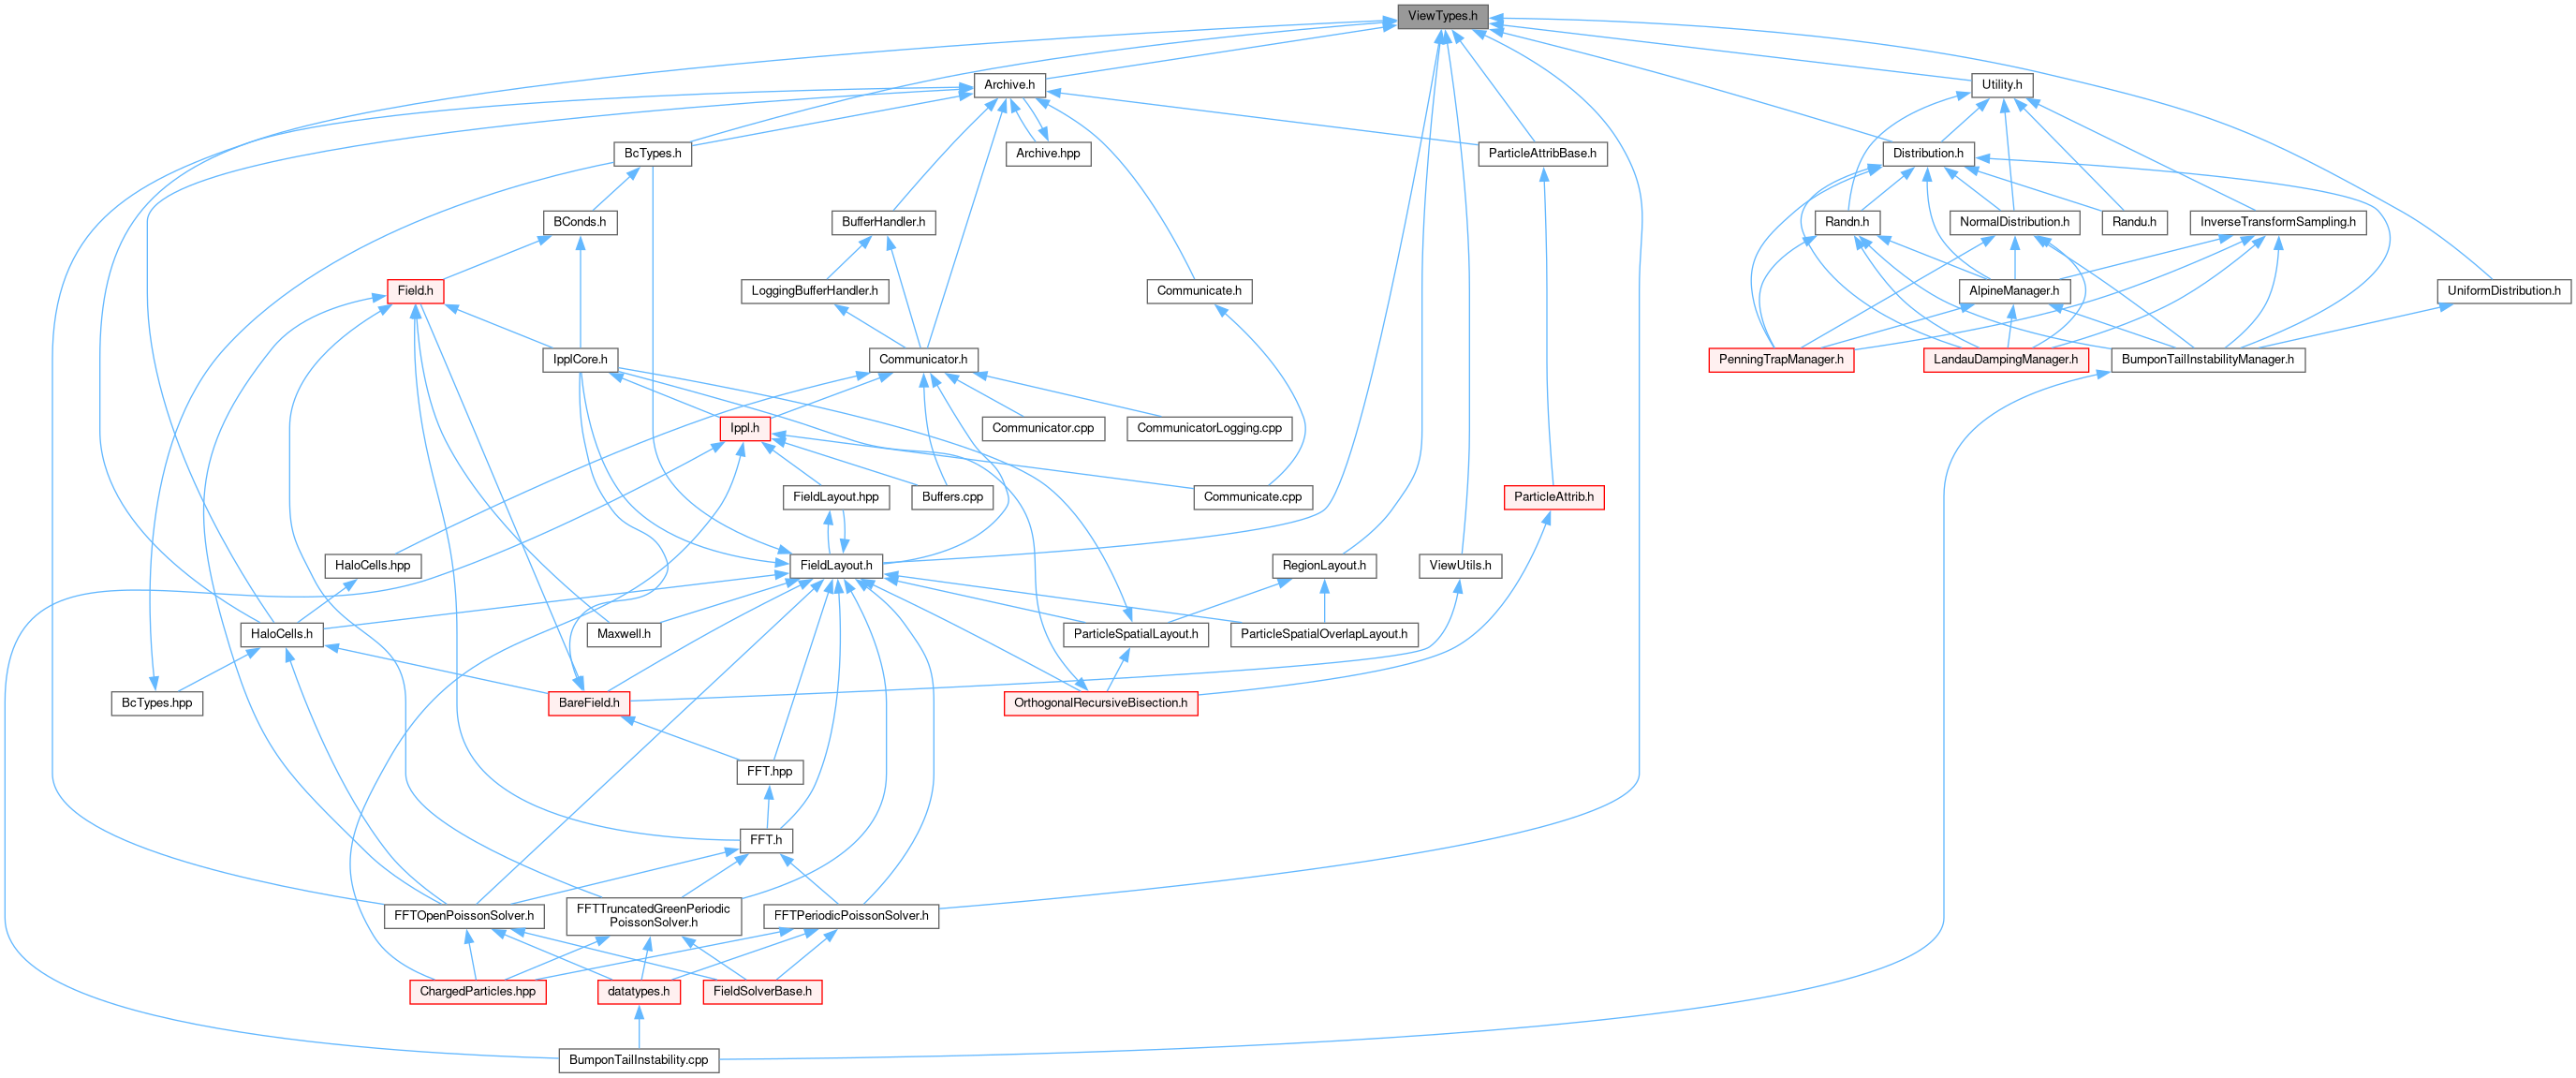 ViewTypes.h
Archive.h
Utility.h
BcTypes.h
Archive.hpp
ParticleAttribBase.h
Distribution.h
BConds.h
BufferHandler.h
Randn.h
NormalDistribution.h
Randu.h
InverseTransformSampling.h
Field.h
LoggingBufferHandler.h
Communicate.h
AlpineManager.h
UniformDistribution.h
IpplCore.h
Communicator.h
PenningTrapManager.h
LandauDampingManager.h
BumponTailInstabilityManager.h
Ippl.h
Communicator.cpp
CommunicatorLogging.cpp
FieldLayout.hpp
Buffers.cpp
Communicate.cpp
ParticleAttrib.h
HaloCells.hpp
FieldLayout.h
RegionLayout.h
ViewUtils.h
HaloCells.h
Maxwell.h
ParticleSpatialLayout.h
ParticleSpatialOverlapLayout.h
BcTypes.hpp
BareField.h
OrthogonalRecursiveBisection.h
FFT.hpp
FFT.h
FFTOpenPoissonSolver.h
FFTTruncatedGreenPeriodic
PoissonSolver.h
FFTPeriodicPoissonSolver.h
ChargedParticles.hpp
datatypes.h
FieldSolverBase.h
BumponTailInstability.cpp